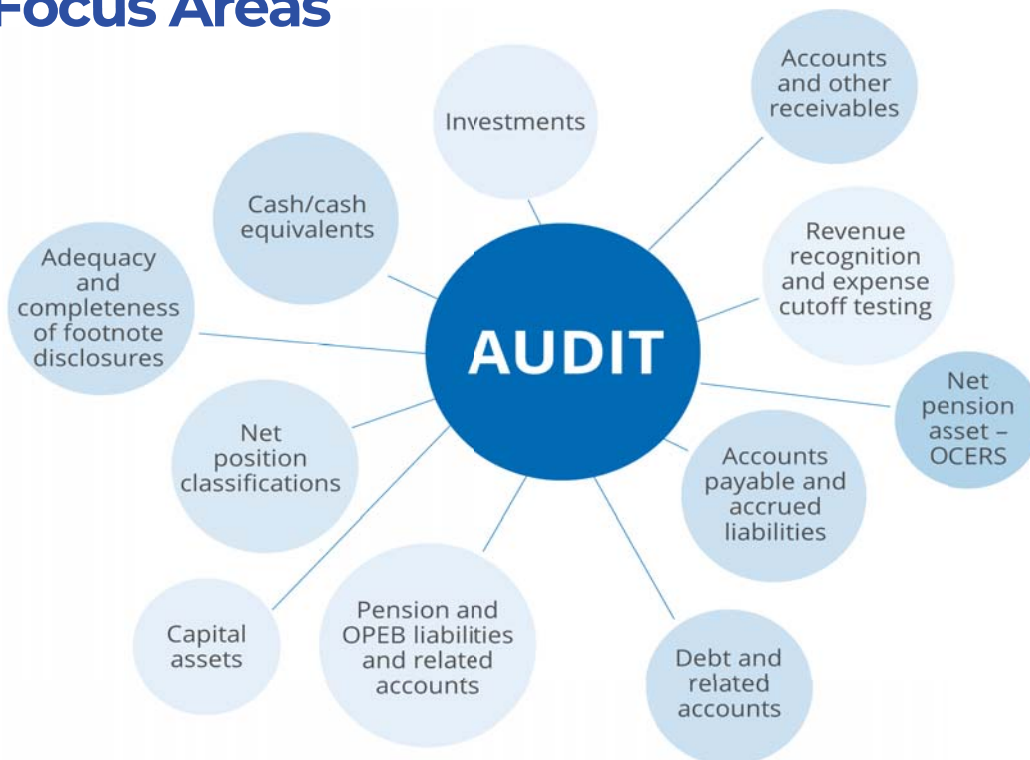 Focus Areas
Investments
Accounts
and other
receivables
Cash/cash
equivalents
Revenue
recognition
and expense
cutoff testing
Adequacy
and
completeness
of footnote
disclosures
AUDIT
Net
pension
asset –
OCERS
Net
position
classifications
Accounts
payable and
accrued
liabilities
Capital
assets
Pension and
OPEB liabilities
and related
accounts
Debt and
related
accounts